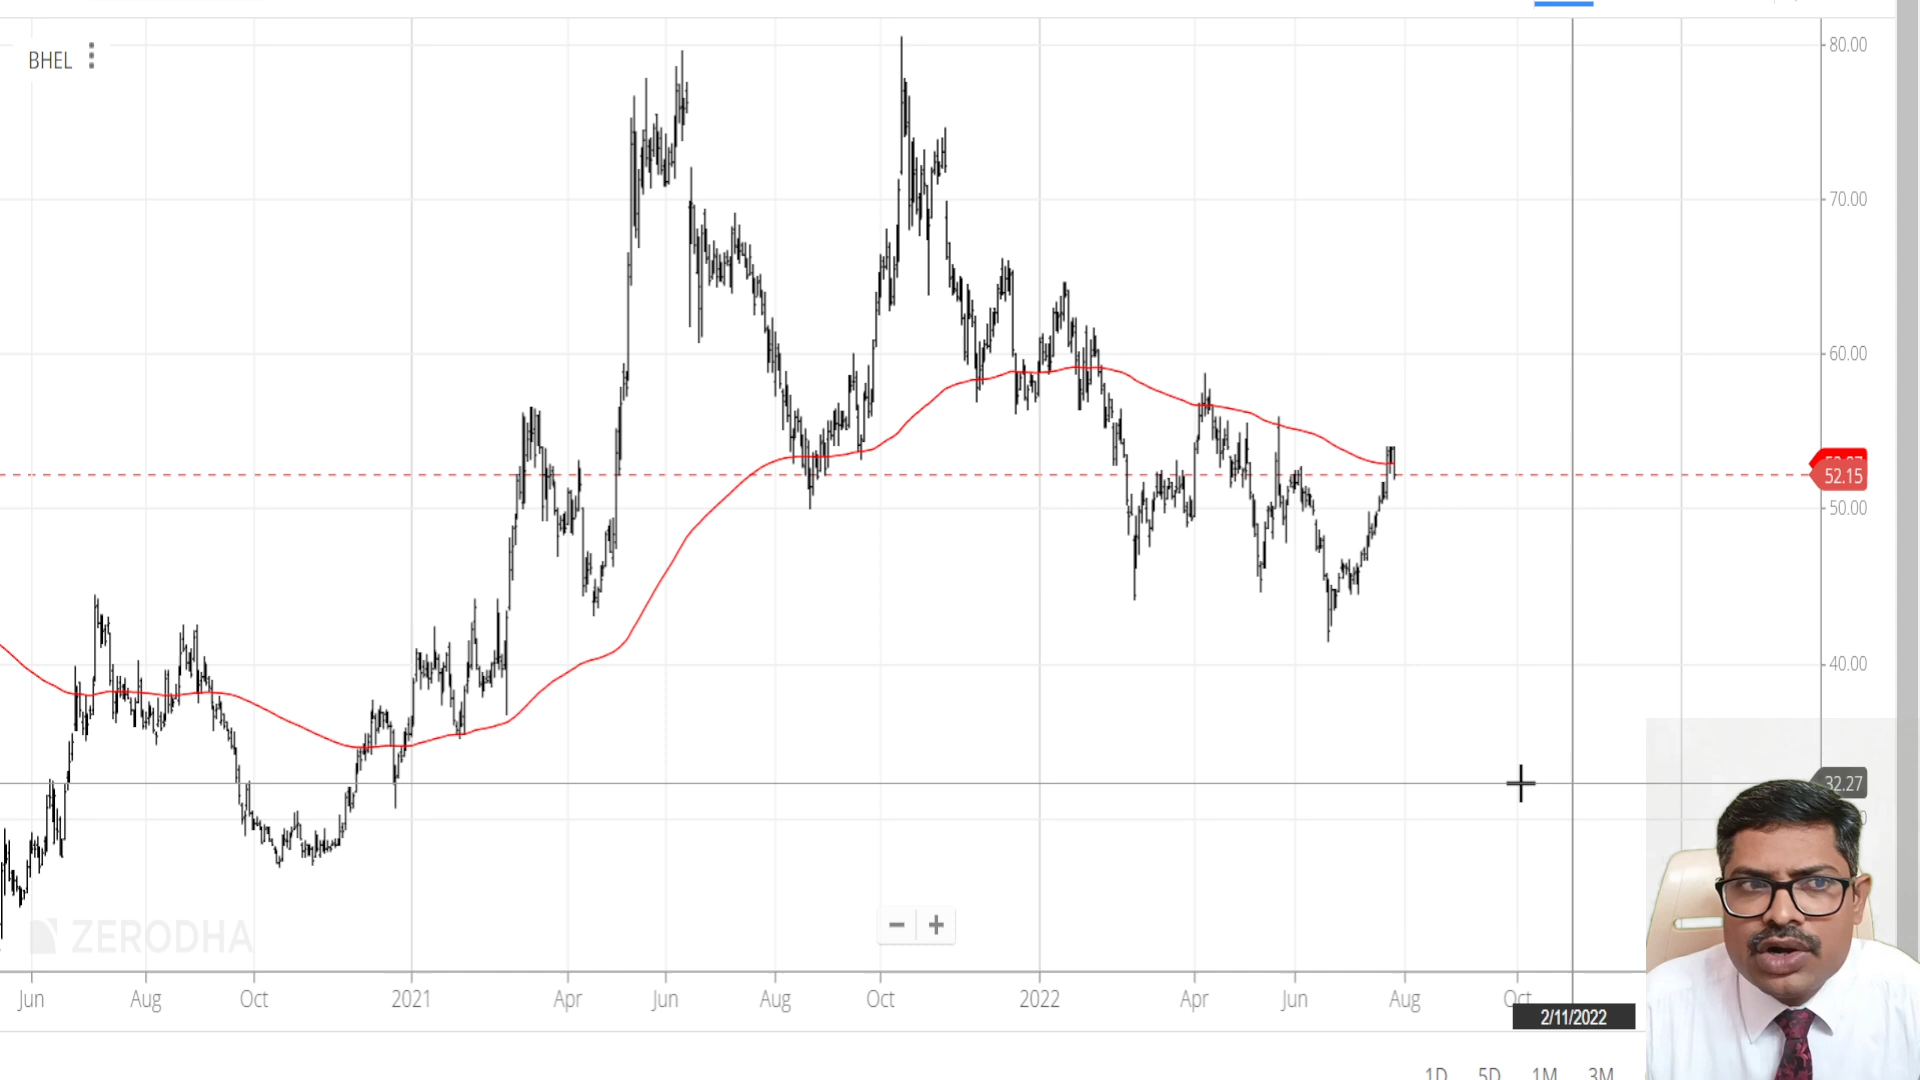 BHEL
80.00
70.00
60.00
52.15
50.00
40.00
32.27
ZERODHA
Jun Aug Oct 2021 Apr Jun Aug Oct 2022 Apr Jun Aug Oct
2/11/2022
1D 5D 1M 3M